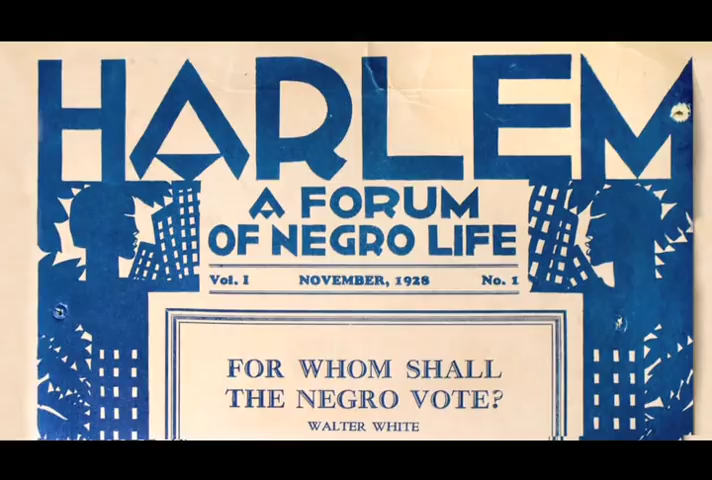 HARLEM
A FORUM
OF NEGRO LIFE
Vol. I NOVEMBER, 1928 No. 1
FOR WHOM SHALL
THE NEGRO VOTE?
WALTER WHITE